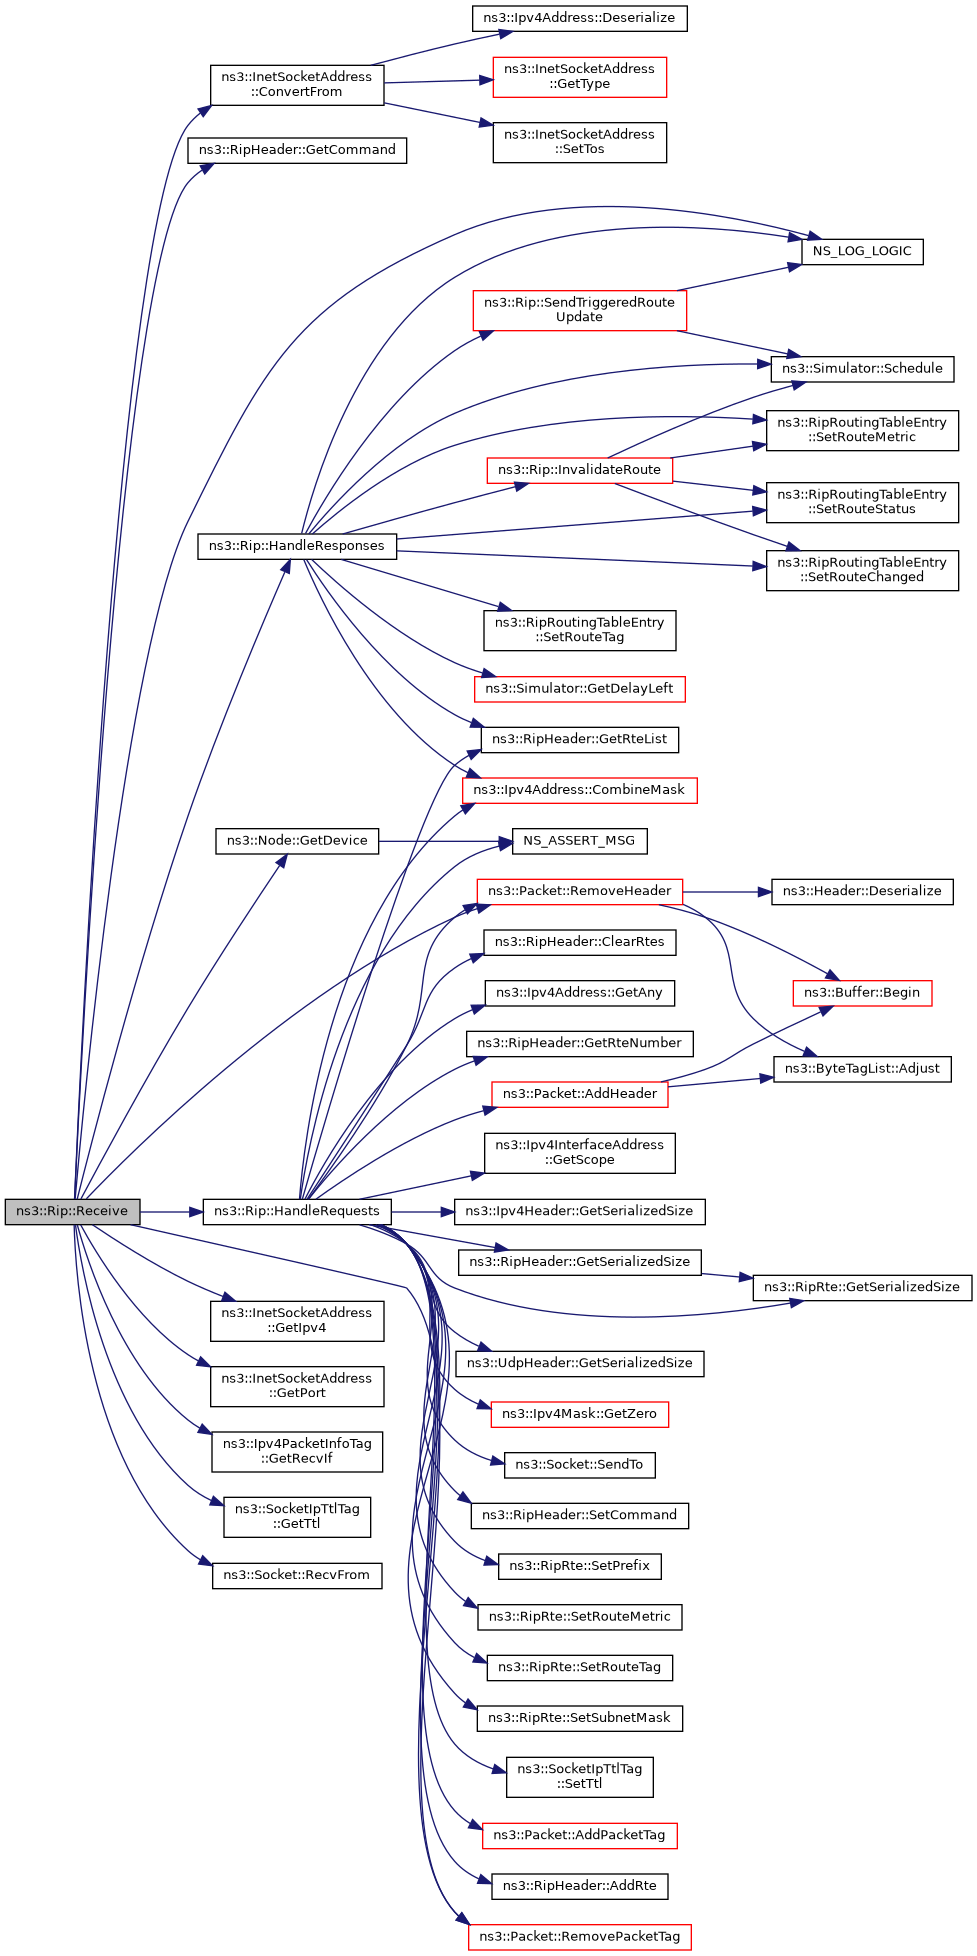 ns3::Ipv4Address::Deserialize
ns3::InetSocketAddress
::GetType
ns3::InetSocketAddress
::ConvertFrom
ns3::InetSocketAddress
::SetTos
ns3::RipHeader::GetCommand
NS_LOG_LOGIC
ns3::Rip::SendTriggeredRoute
Update
ns3::Simulator::Schedule
ns3::RipRoutingTableEntry
::SetRouteMetric
ns3::Rip::InvalidateRoute
ns3::RipRoutingTableEntry
::SetRouteStatus
ns3::Rip::HandleResponses
ns3::RipRoutingTableEntry
::SetRouteChanged
ns3::RipRoutingTableEntry
::SetRouteTag
ns3::Simulator::GetDelayLeft
ns3::RipHeader::GetRteList
ns3::Ipv4Address::CombineMask
ns3::Node::GetDevice
NS_ASSERT_MSG
ns3::Packet::RemoveHeader
ns3::Header::Deserialize
ns3::RipHeader::ClearRtes
ns3::Ipv4Address::GetAny
ns3::Buffer::Begin
ns3::RipHeader::GetRteNumber
ns3::ByteTagList::Adjust
ns3::Packet::AddHeader
ns3::Ipv4InterfaceAddress
::GetScope
ns3::Rip::Receive
ns3::Rip::HandleRequests
ns3::Ipv4Header::GetSerializedSize
ns3::RipHeader::GetSerializedSize
ns3::RipRte::GetSerializedSize
ns3::InetSocketAddress
::GetIpv4
ns3::UdpHeader::GetSerializedSize
ns3::InetSocketAddress
::GetPort
ns3::Ipv4Mask::GetZero
ns3::Ipv4PacketInfoTag
::GetRecvIf
ns3::Socket::SendTo
ns3::SocketIpTtlTag
::GetTtl
ns3::RipHeader::SetCommand
ns3::RipRte::SetPrefix
ns3::Socket::RecvFrom
ns3::RipRte::SetRouteMetric
ns3::RipRte::SetRouteTag
ns3::RipRte::SetSubnetMask
ns3::SocketIpTtlTag
::SetTtl
ns3::Packet::AddPacketTag
ns3::RipHeader::AddRte
ns3::Packet::RemovePacketTag